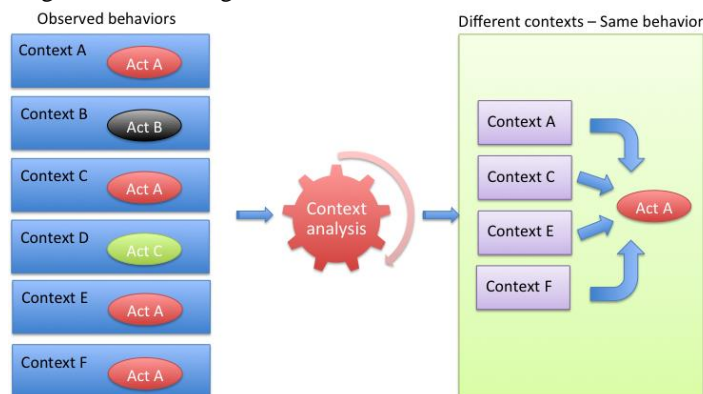 Observed behaviors
Different contexts – Same behavior
Context A
Act A
Context B
Act B
Context C
Act A
Context D
Act C
Context E
Act A
Context F
Act A
Context
analysis
Context A
Context C
Context E
Context F
Act A